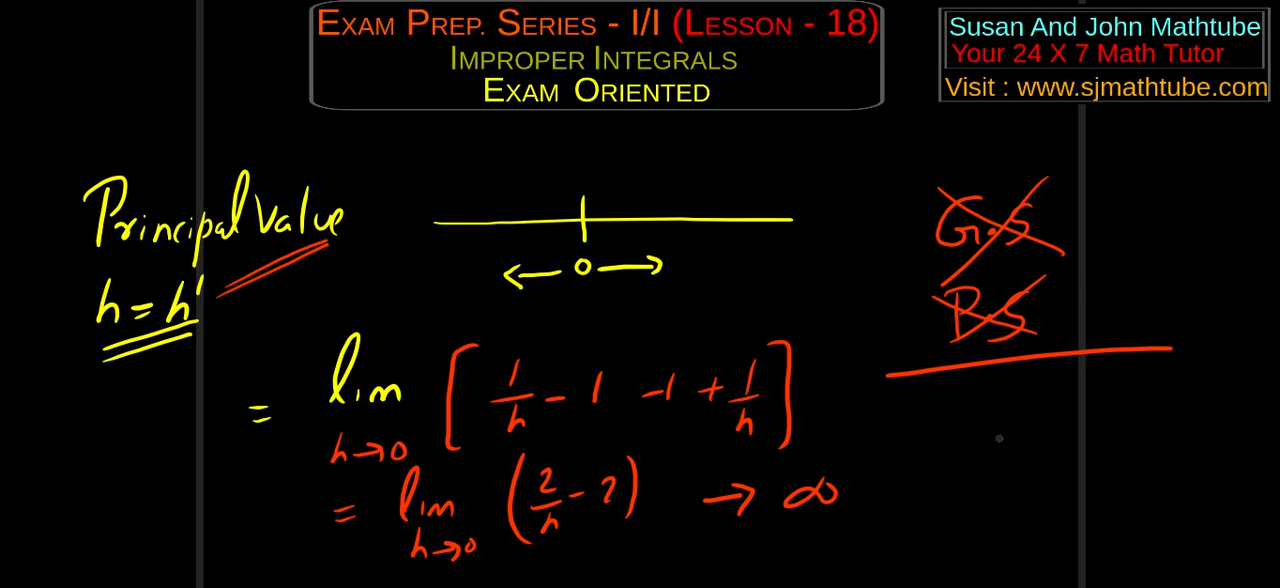 EXAM PREP. SERIES - I/I (LESSON - 18)
IMPROPER INTEGRALS
EXAM ORIENTED
Susan And John Mathtube
Your 24 X 7 Math Tutor
Visit : www.sjmathtube.com
Principal Value
h = h'
0
G.S
B.S
= lim h→0 [ 1/h - 1 - 1 + 1/h ]
= lim h→0 ( 2/h - 2 ) → ∞